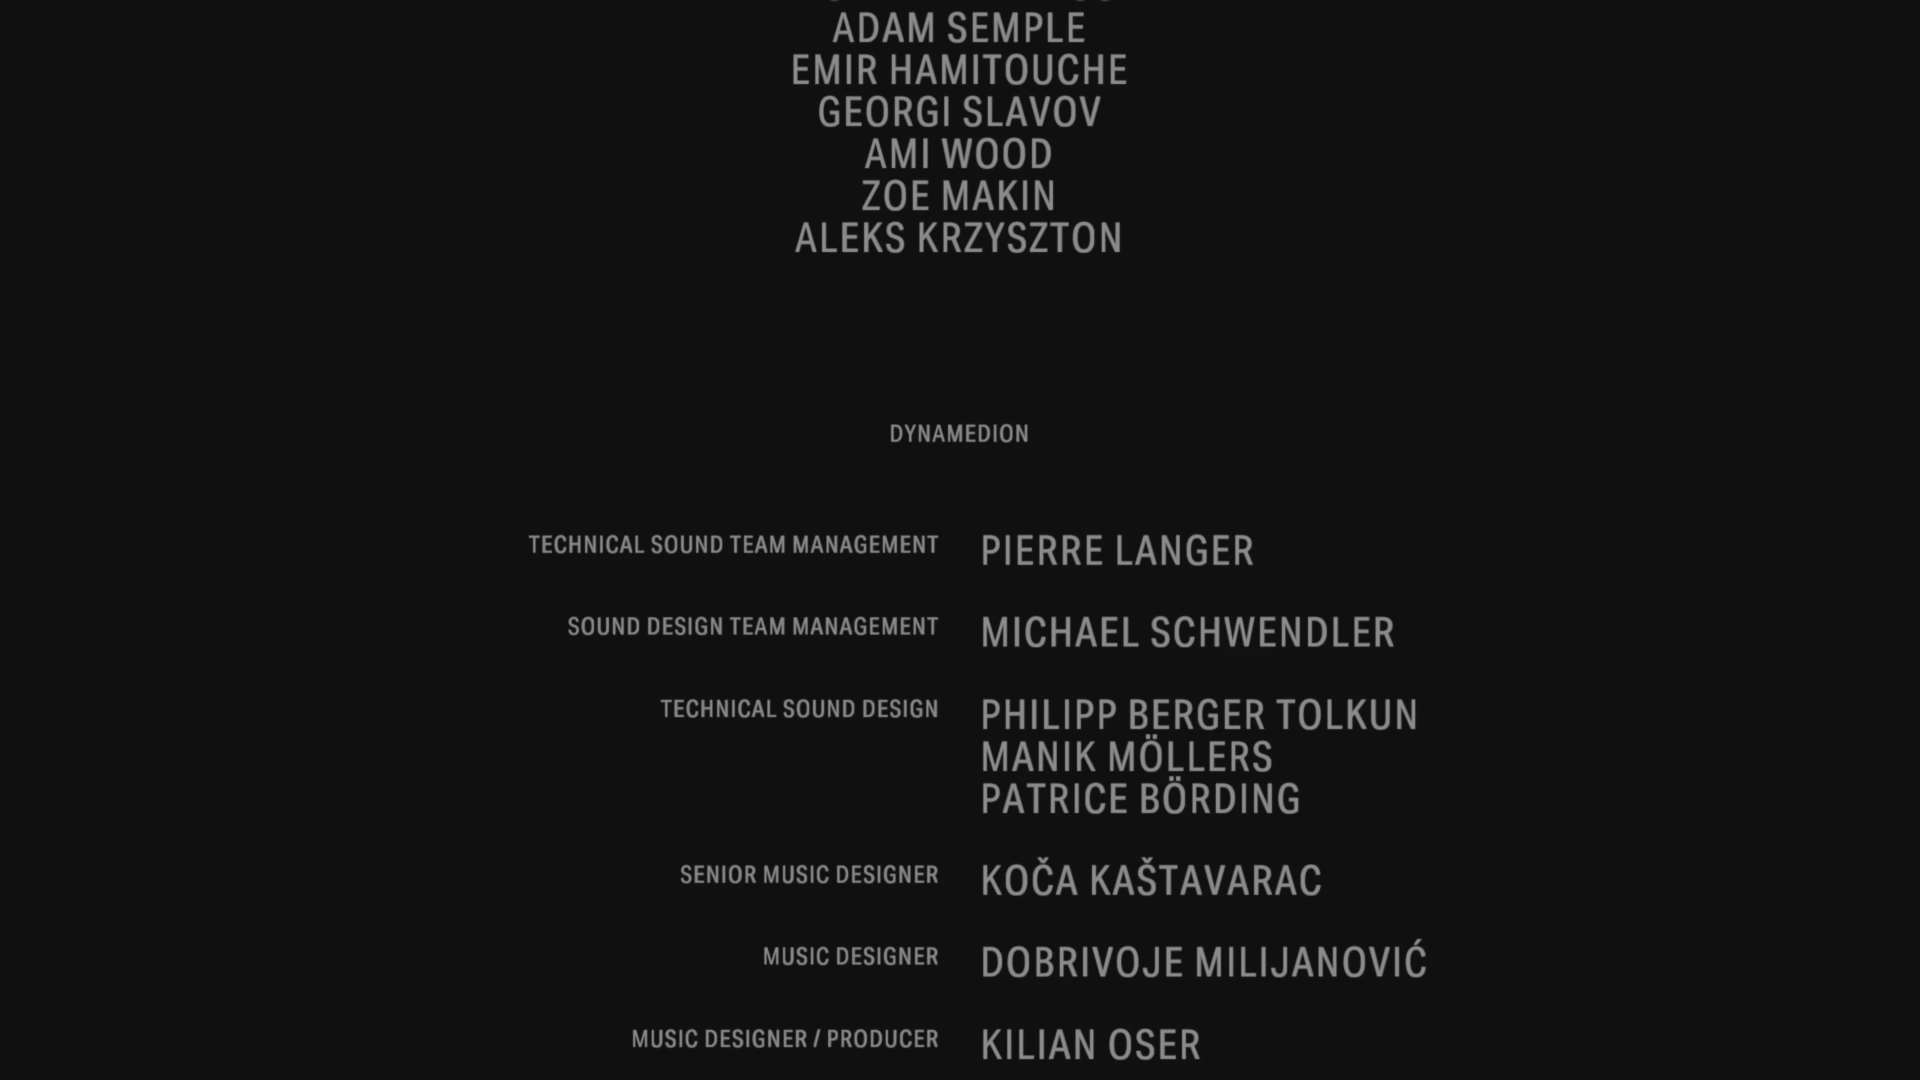 ADAM SEMPLE
EMIR HAMITOUCHE
GEORGI SLAVOV
AMI WOOD
ZOE MAKIN
ALEKS KRZYSZTON
DYNAMEDION
TECHNICAL SOUND TEAM MANAGEMENT PIERRE LANGER
SOUND DESIGN TEAM MANAGEMENT MICHAEL SCHWENDLER
TECHNICAL SOUND DESIGN PHILIPP BERGER TOLKUN
MANIK MÖLLERS
PATRICE BÖRDING
SENIOR MUSIC DESIGNER KOČA KAŠTAVARAC
MUSIC DESIGNER DOBRIVOJE MILIJANOVIĆ
MUSIC DESIGNER / PRODUCER KILIAN OSER